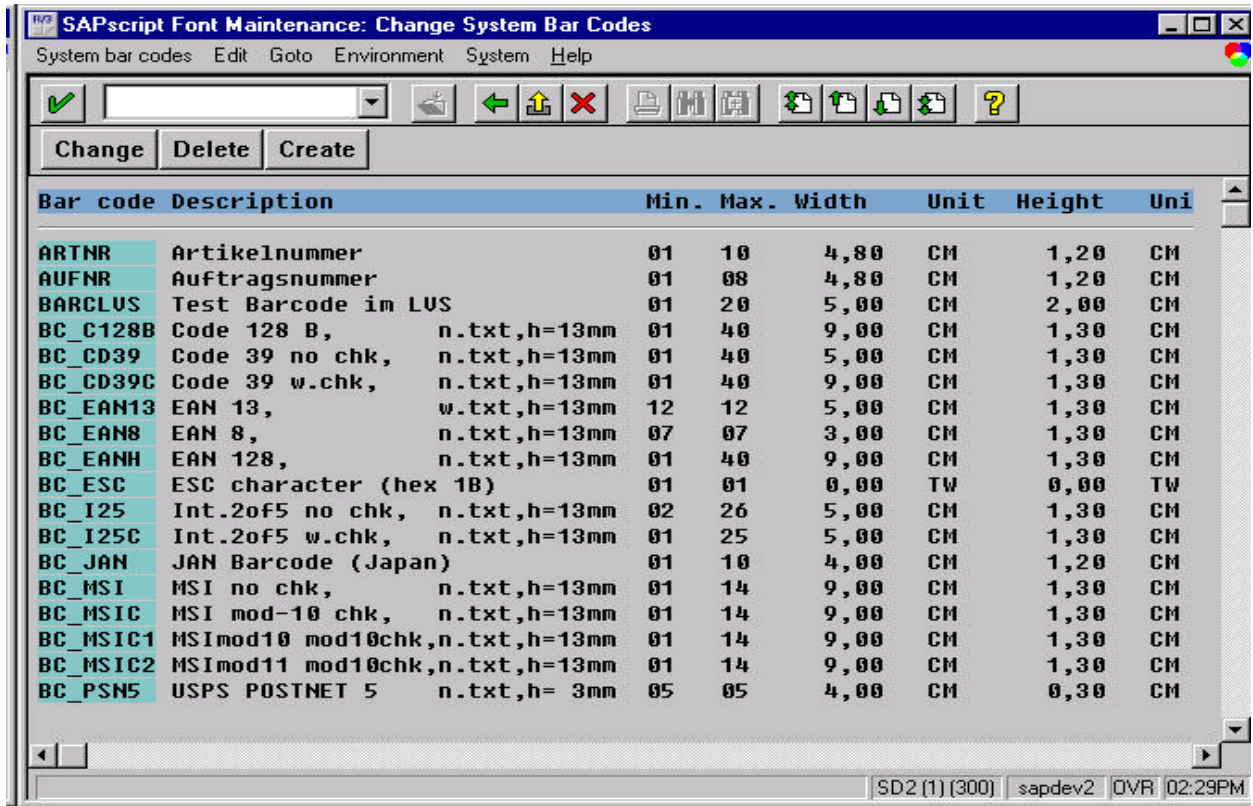 SAPscript Font Maintenance: Change System Bar Codes
System bar codes Edit Goto Environment System Help
Change Delete Create
Bar code Description Min. Max. Width Unit Height Uni
ARTNR Artikelnummer 01 10 4,80 CM 1,20 CM
AUFNR Auftragsnummer 01 08 4,80 CM 1,20 CM
BARCLVS Test Barcode im LVS 01 20 5,00 CM 2,00 CM
BC_C128B Code 128 B, n.txt,h=13mm 01 40 9,00 CM 1,30 CM
BC_CD39 Code 39 no chk, n.txt,h=13mm 01 40 5,00 CM 1,30 CM
BC_CD39C Code 39 w.chk, n.txt,h=13mm 01 40 9,00 CM 1,30 CM
BC_EAN13 EAN 13, w.txt,h=13mm 12 12 5,00 CM 1,30 CM
BC_EAN8 EAN 8, n.txt,h=13mm 07 07 3,00 CM 1,30 CM
BC_EANH EAN 128, n.txt,h=13mm 01 40 9,00 CM 1,30 CM
BC_ESC ESC character (hex 1B) 01 01 0,00 TW 0,00 TW
BC_I25 Int.2of5 no chk, n.txt,h=13mm 02 26 5,00 CM 1,30 CM
BC_I25C Int.2of5 w.chk, n.txt,h=13mm 01 25 5,00 CM 1,30 CM
BC_JAN JAN Barcode (Japan) 01 10 4,00 CM 1,20 CM
BC_MSI MSI no chk, n.txt,h=13mm 01 14 9,00 CM 1,30 CM
BC_MSIC MSI mod-10 chk, n.txt,h=13mm 01 14 9,00 CM 1,30 CM
BC_MSIC1 MSImod10 mod10chk,n.txt,h=13mm 01 14 9,00 CM 1,30 CM
BC_MSIC2 MSImod11 mod10chk,n.txt,h=13mm 01 14 9,00 CM 1,30 CM
BC_PSN5 USPS POSTNET 5 n.txt,h= 3mm 05 05 4,00 CM 0,30 CM
SD2 (1) (300) sapdev2 OVR 02:29PM